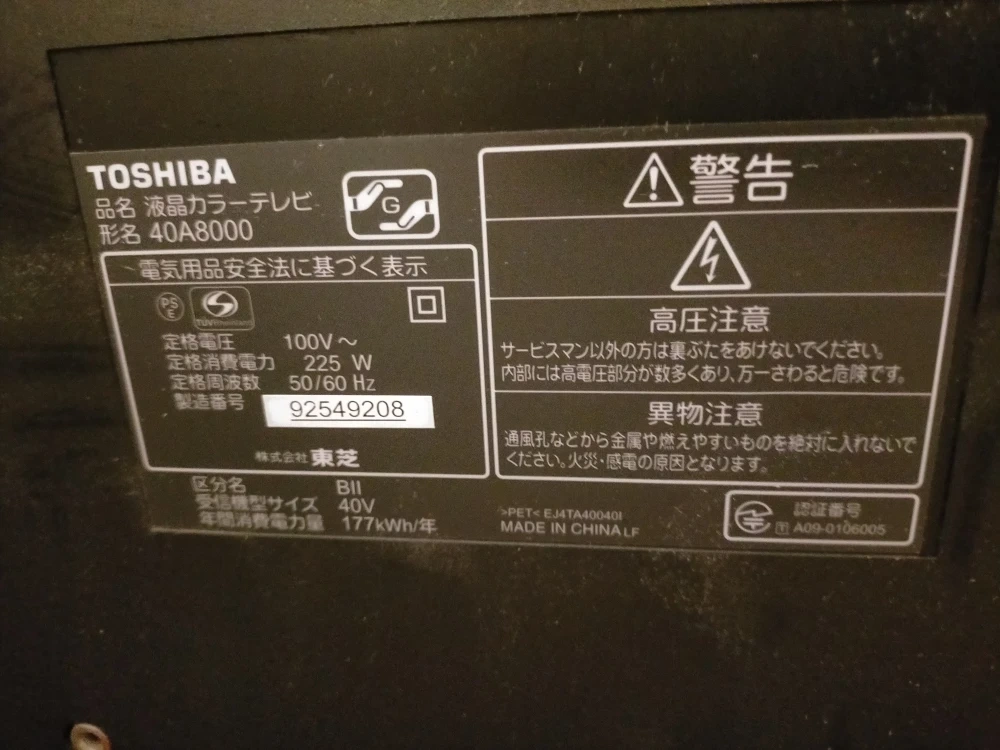 TOSHIBA
品名 液晶カラーテレビ
形名 40A8000
G
電気用品安全法に基づく表示
PS
E
TÜVRheinland
定格電圧 100V～
定格消費電力 225 W
定格周波数 50/60 Hz
製造番号 92549208
株式会社 東芝
区分名 BII
受信機型サイズ 40V
年間消費電力量 177kWh/年
警告
高圧注意
サービスマン以外の方は裏ぶたをあけないでください。
内部には高電圧部分が数多くあり、万一さわると危険です。
異物注意
通風孔などから金属や燃えやすいものを絶対に入れないで
ください。火災・感電の原因となります。
>PET< EJ4TA40040I
MADE IN CHINA LF
認証番号
T A09-0106005